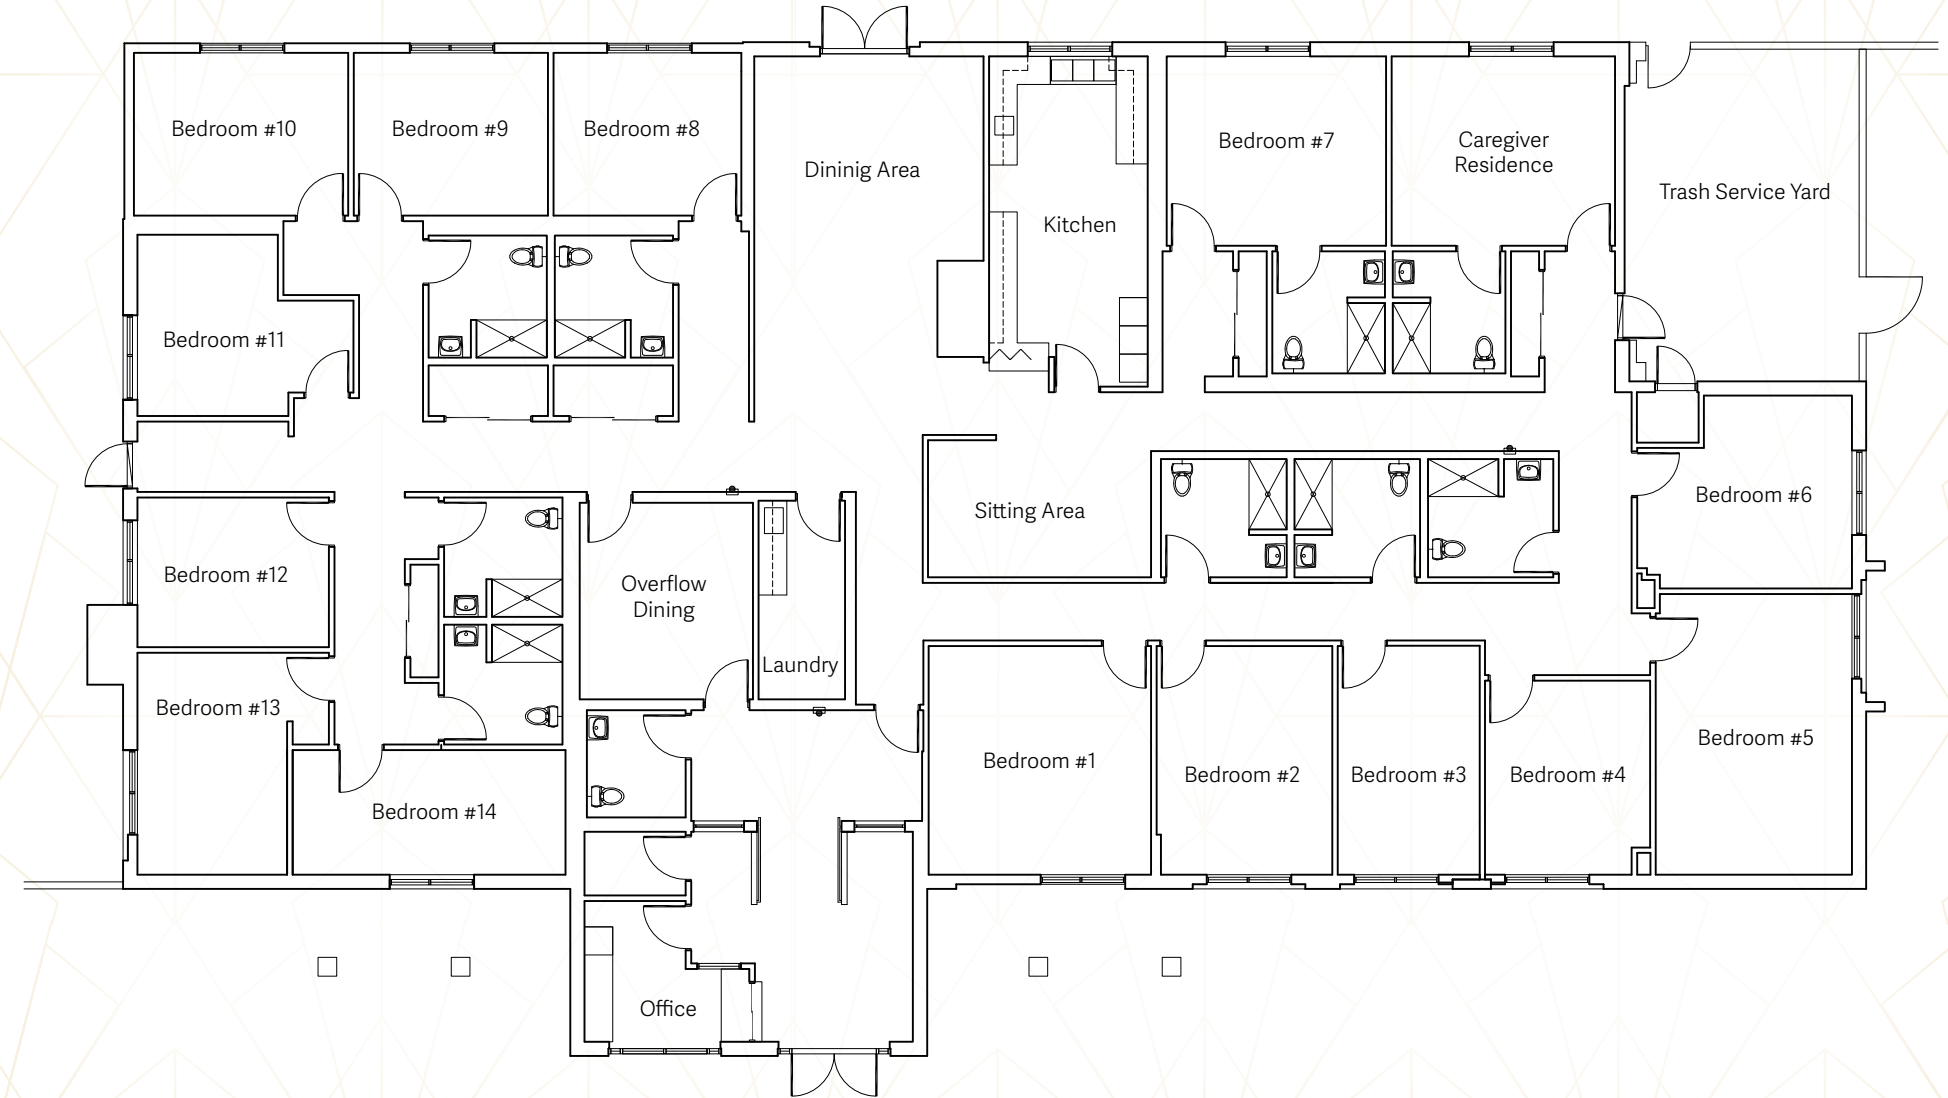 Bedroom #10
Bedroom #9
Bedroom #8
Dininig Area
Kitchen
Bedroom #7
Caregiver
Residence
Trash Service Yard
Bedroom #11
Sitting Area
Bedroom #6
Bedroom #12
Overflow
Dining
Laundry
Bedroom #13
Bedroom #14
Bedroom #1
Bedroom #2
Bedroom #3
Bedroom #4
Bedroom #5
Office